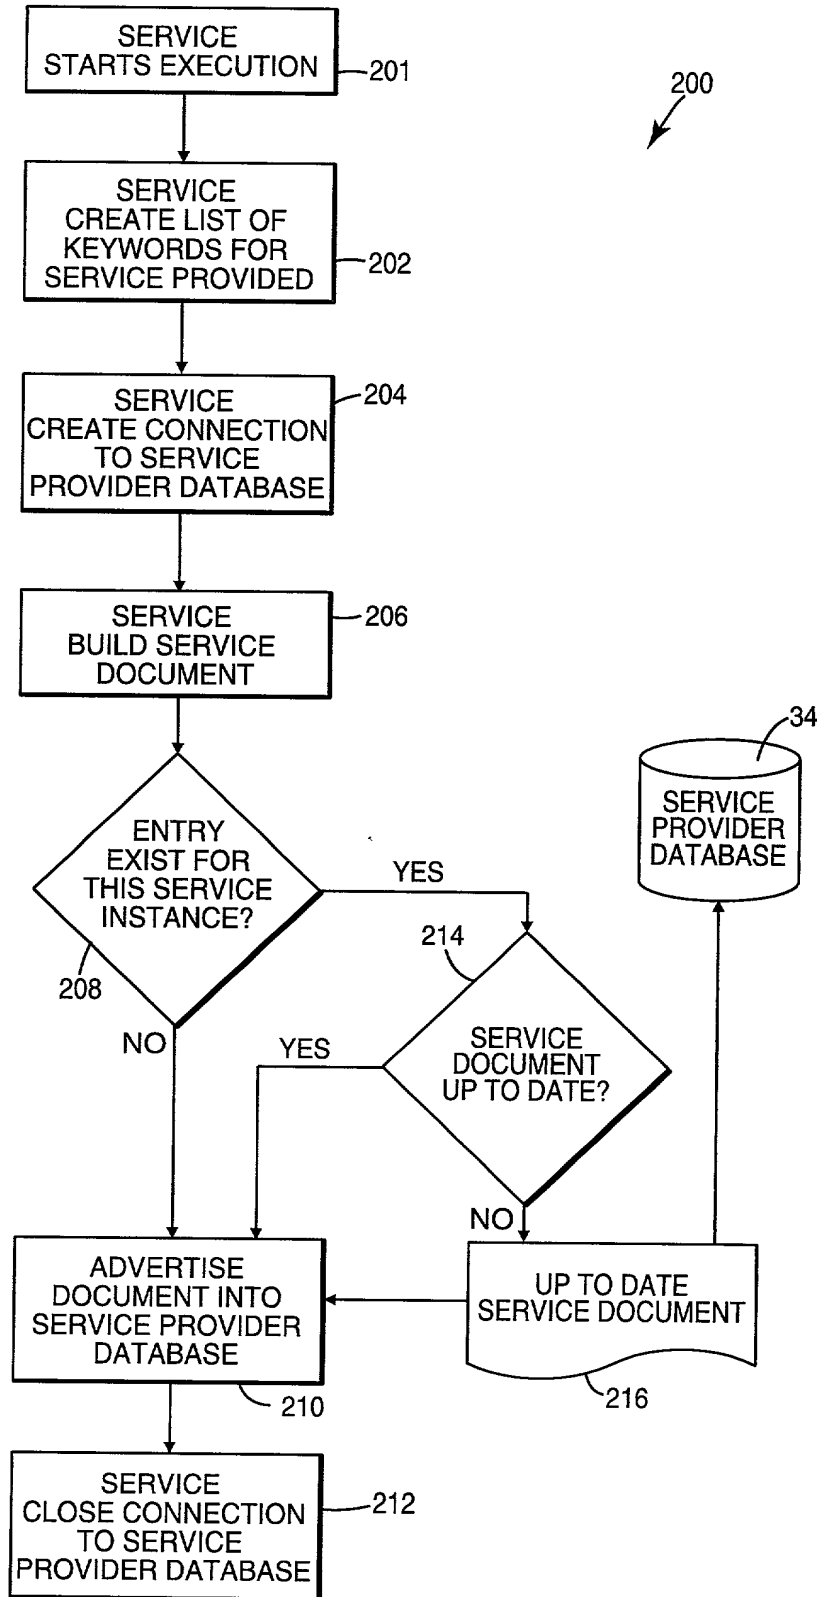 SERVICE
STARTS EXECUTION
201
200
SERVICE
CREATE LIST OF
KEYWORDS FOR
SERVICE PROVIDED
202
SERVICE
CREATE CONNECTION
TO SERVICE
PROVIDER DATABASE
204
SERVICE
BUILD SERVICE
DOCUMENT
206
34
SERVICE
PROVIDER
DATABASE
ENTRY
EXIST FOR
THIS SERVICE
INSTANCE?
YES
208
NO
214
SERVICE
DOCUMENT
UP TO DATE?
YES
NO
ADVERTISE
DOCUMENT INTO
SERVICE PROVIDER
DATABASE
210
UP TO DATE
SERVICE DOCUMENT
216
SERVICE
CLOSE CONNECTION
TO SERVICE
PROVIDER DATABASE
212